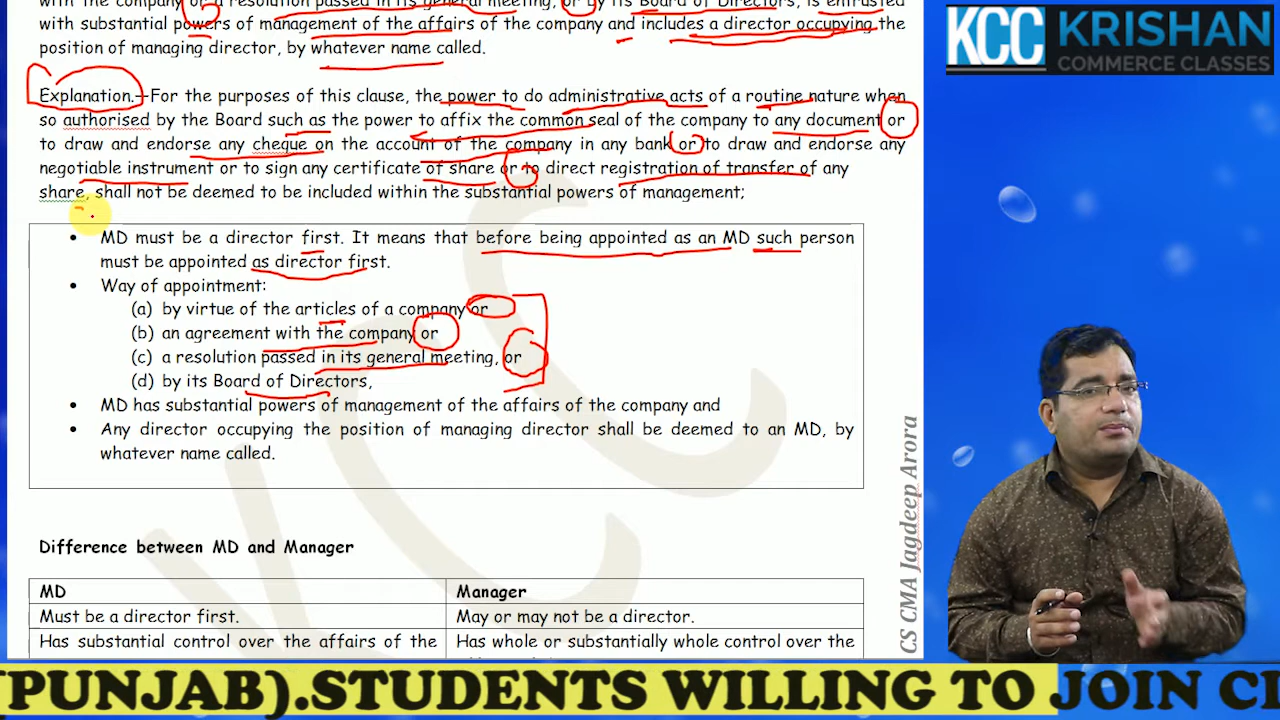 with the company or a resolution passed in its general meeting, or by its Board of Directors, is entrusted
with substantial powers of management of the affairs of the company and includes a director occupying the
position of managing director, by whatever name called.
Explanation.—For the purposes of this clause, the power to do administrative acts of a routine nature when
so authorised by the Board such as the power to affix the common seal of the company to any document or
to draw and endorse any cheque on the account of the company in any bank or to draw and endorse any
negotiable instrument or to sign any certificate of share or to direct registration of transfer of any
share, shall not be deemed to be included within the substantial powers of management;
• MD must be a director first. It means that before being appointed as an MD such person
must be appointed as director first.
• Way of appointment:
(a) by virtue of the articles of a company or
(b) an agreement with the company or
(c) a resolution passed in its general meeting, or
(d) by its Board of Directors,
• MD has substantial powers of management of the affairs of the company and
• Any director occupying the position of managing director shall be deemed to an MD, by
whatever name called.
Difference between MD and Manager
MD Manager
Must be a director first. May or may not be a director.
Has substantial control over the affairs of the Has whole or substantially whole control over the
KCC
CS CMA Jagdeep Arora
KCC KRISHAN
COMMERCE CLASSES
(PUNJAB).STUDENTS WILLING TO JOIN